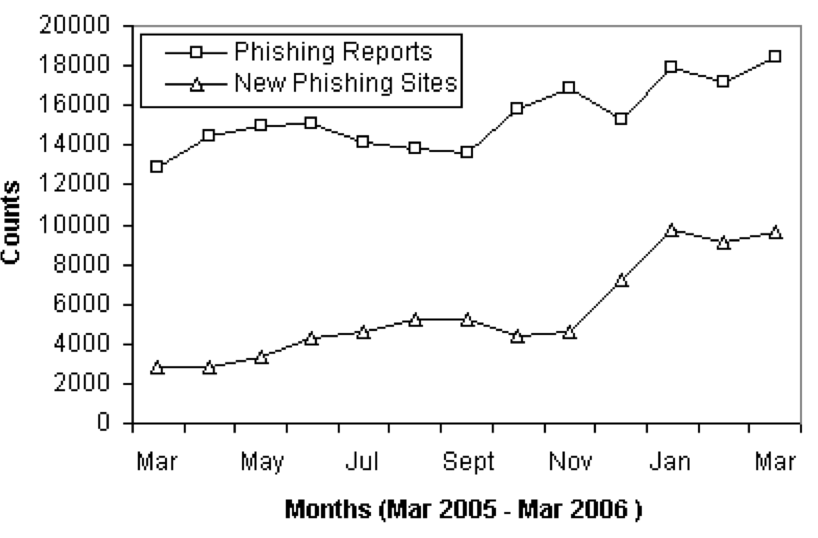 20000
18000
16000
14000
12000
10000
8000
6000
4000
2000
0
Counts
Phishing Reports
New Phishing Sites
Mar May Jul Sept Nov Jan Mar
Months (Mar 2005 - Mar 2006 )